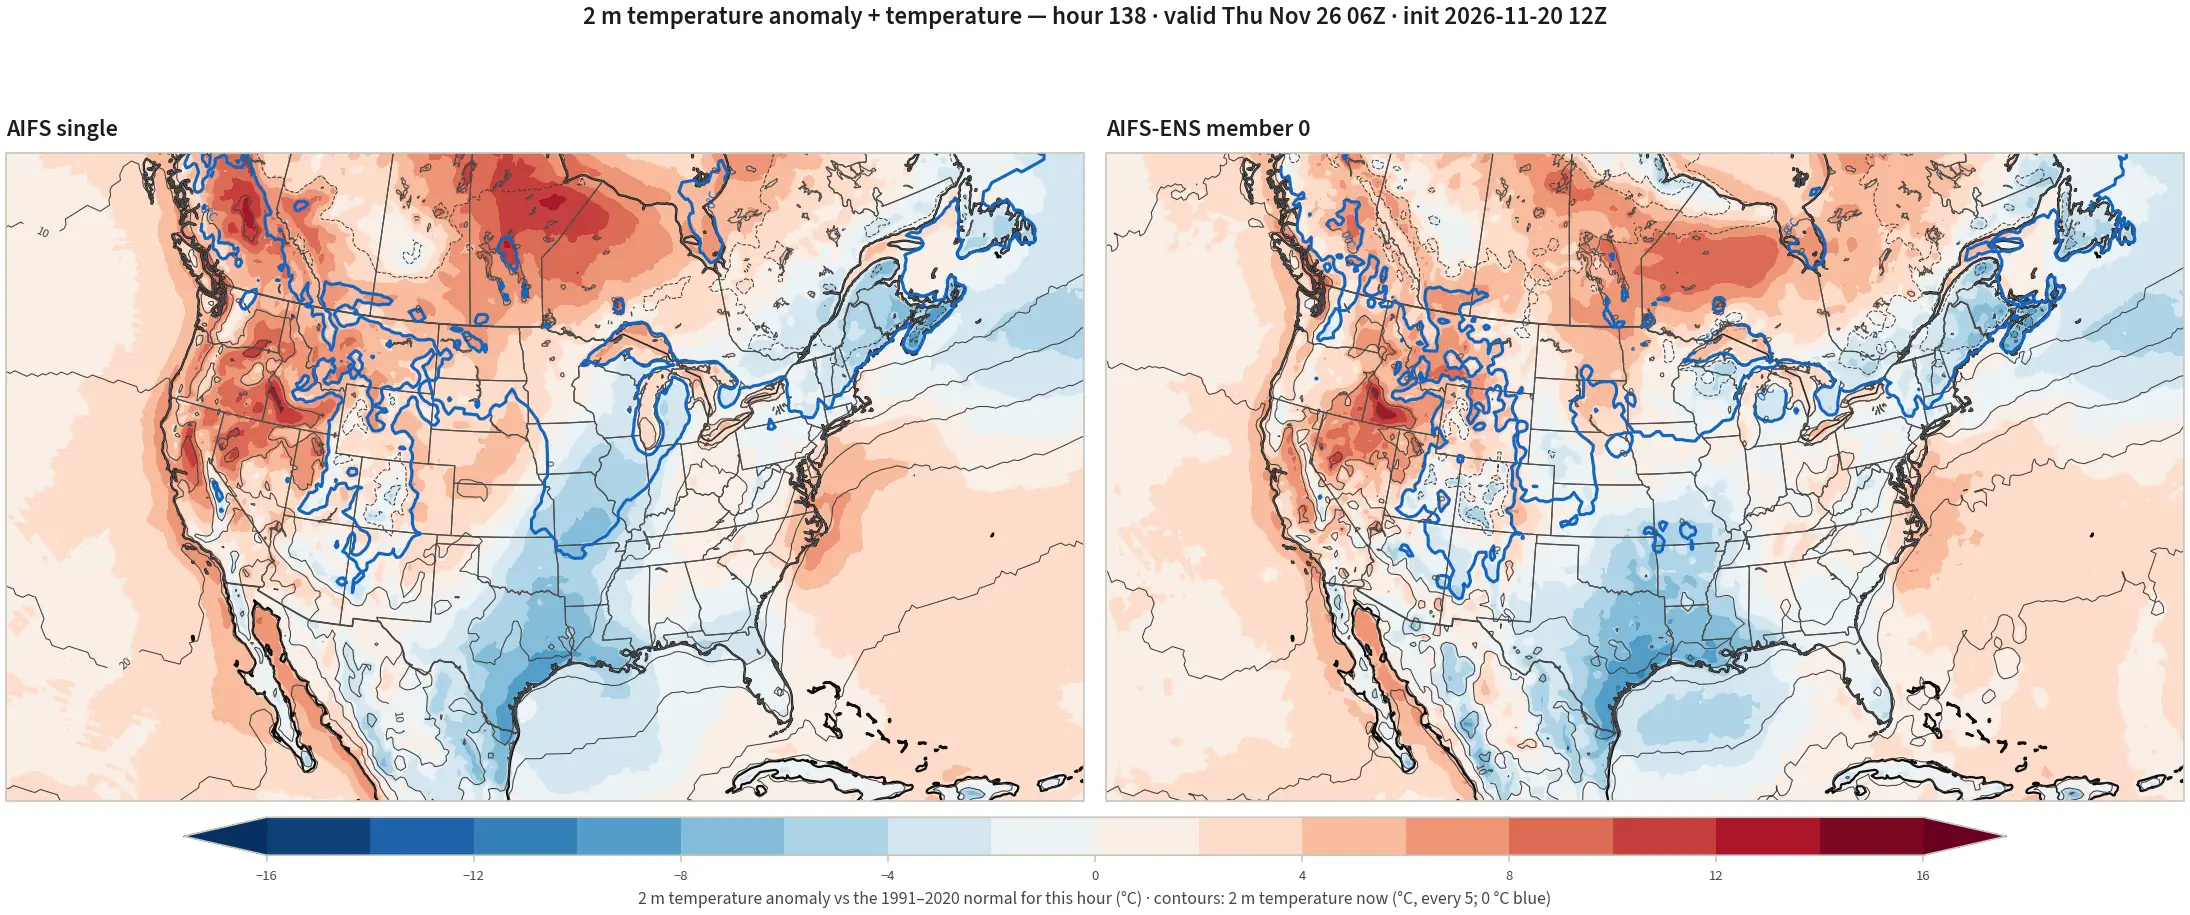 2 m temperature anomaly + temperature — hour 138 · valid Thu Nov 26 06Z · init 2026-11-20 12Z
AIFS single
AIFS-ENS member 0
10
20
10
−16 −12 −8 −4 0 4 8 12 16
2 m temperature anomaly vs the 1991–2020 normal for this hour (°C) · contours: 2 m temperature now (°C, every 5; 0 °C blue)